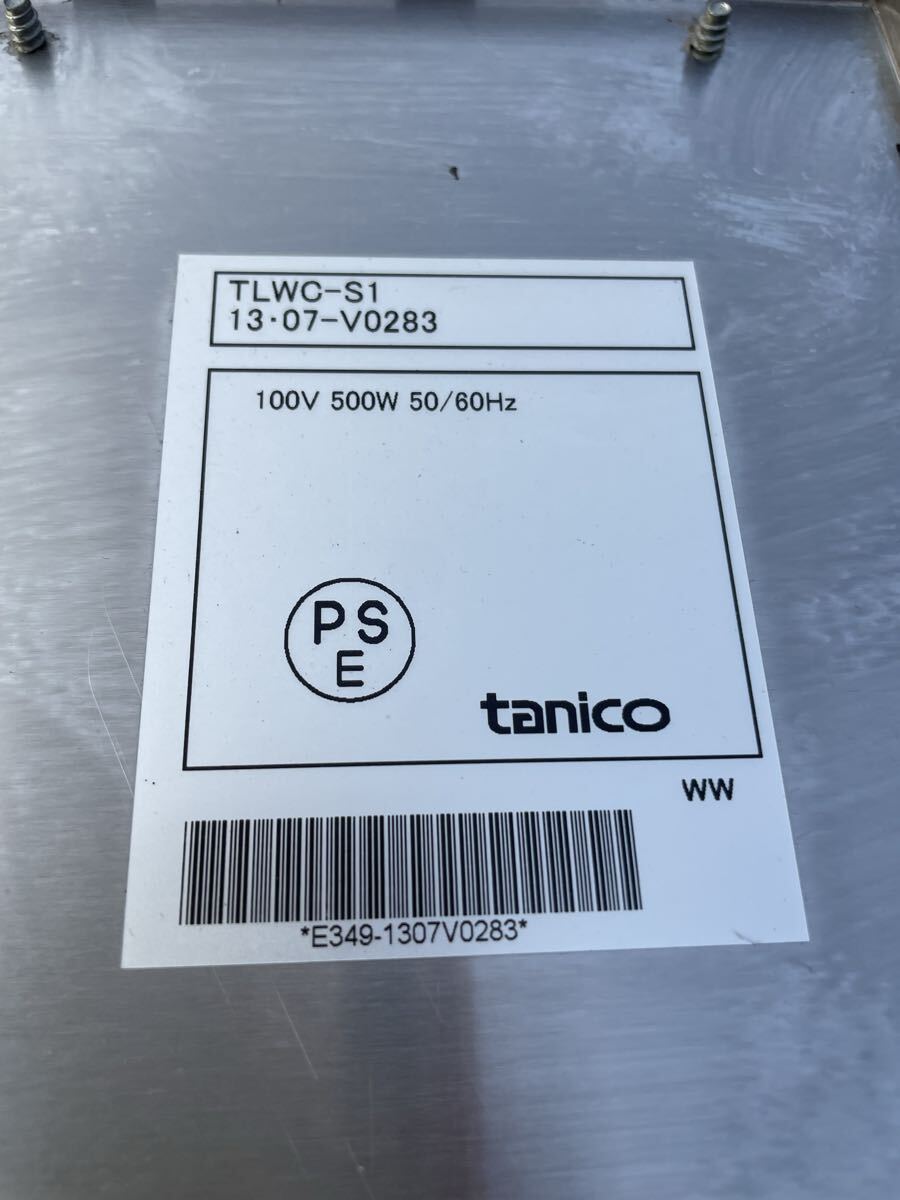 TLWC-S1
13・07-V0283
100V 500W 50/60Hz
PS
E
tanico
WW
*E349-1307V0283*